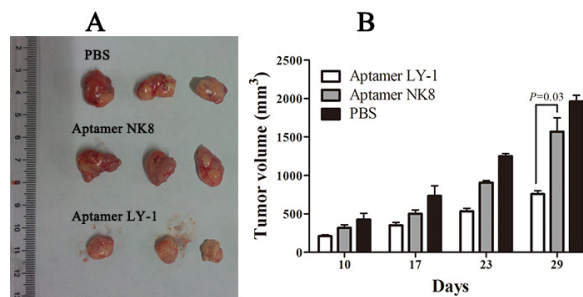 A
PBS
Aptamer NK8
Aptamer LY-1
B
Aptamer LY-1
Aptamer NK8
PBS
P=0.03
Tumor volume (mm³)
2500
2000
1500
1000
500
0
10 17 23 29
Days